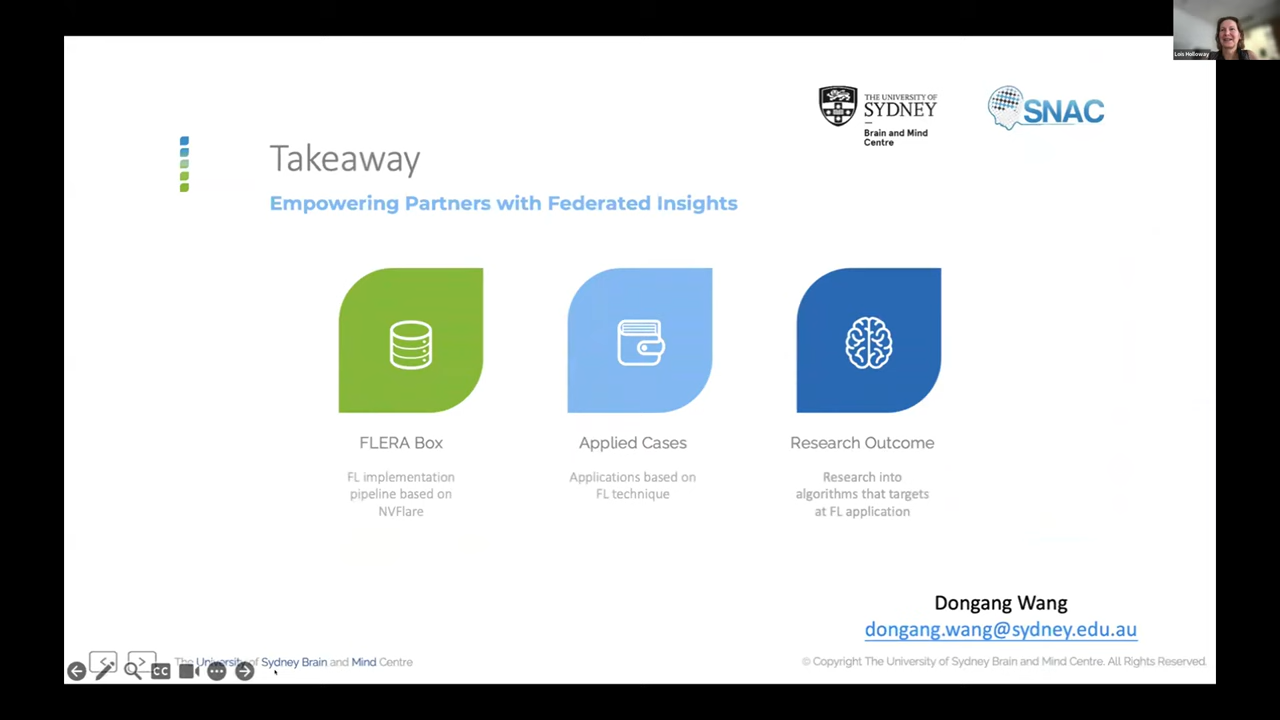 Lois Holloway
THE UNIVERSITY OF
SYDNEY
Brain and Mind
Centre
SNAC
Takeaway
Empowering Partners with Federated Insights
FLERA Box
FL implementation
pipeline based on
NVFlare
Applied Cases
Applications based on
FL technique
Research Outcome
Research into
algorithms that targets
at FL application
Dongang Wang
dongang.wang@sydney.edu.au
The University of Sydney Brain and Mind Centre
CC
© Copyright The University of Sydney Brain and Mind Centre. All Rights Reserved.